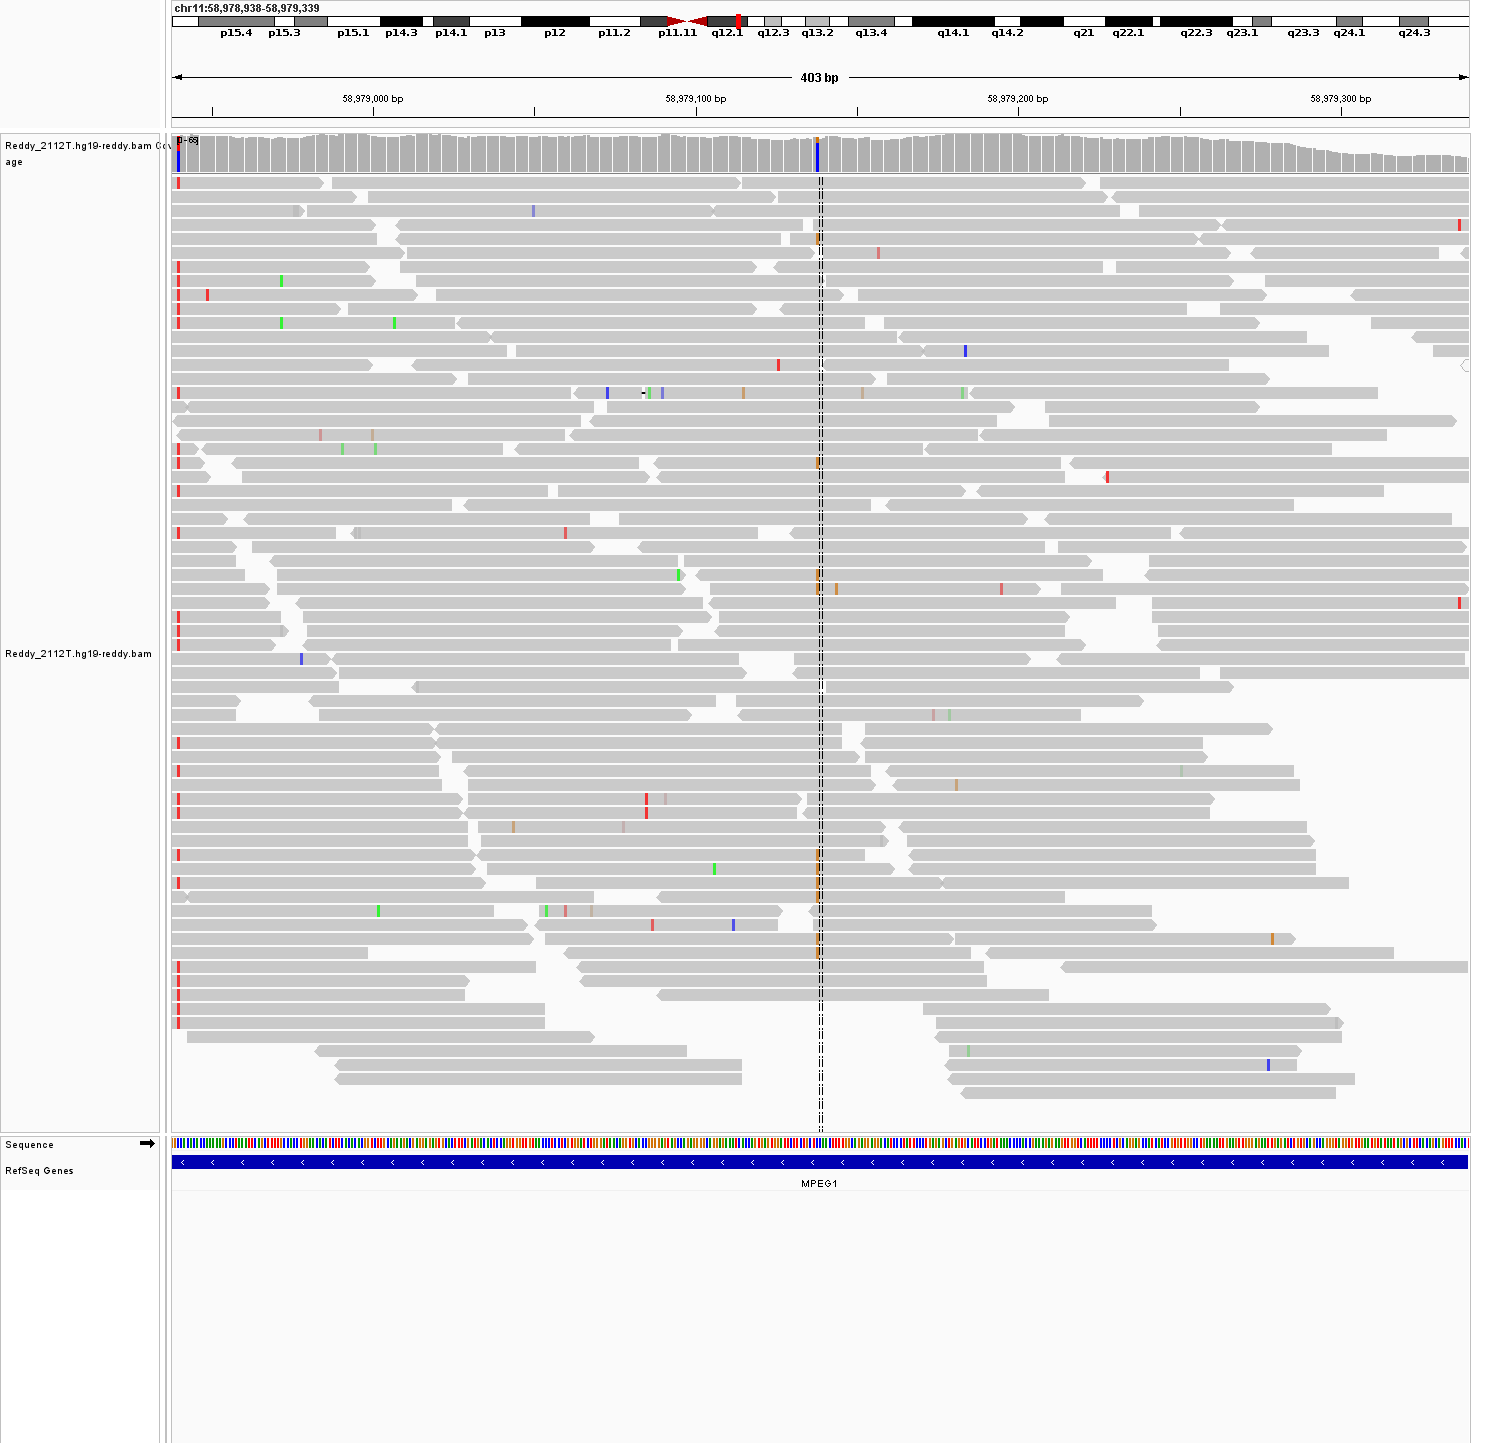 chr11:58,978,938-58,979,339
p15.4 p15.3 p15.1 p14.3 p14.1 p13 p12 p11.2 p11.11 q12.1 q12.3 q13.2 q13.4 q14.1 q14.2 q21 q22.1 q22.3 q23.1 q23.3 q24.1 q24.3
403 bp
58,979,000 bp 58,979,100 bp 58,979,200 bp 58,979,300 bp
Reddy_2112T.hg19-reddy.bam Cov
age
Reddy_2112T.hg19-reddy.bam
Sequence
RefSeq Genes
MPEG1